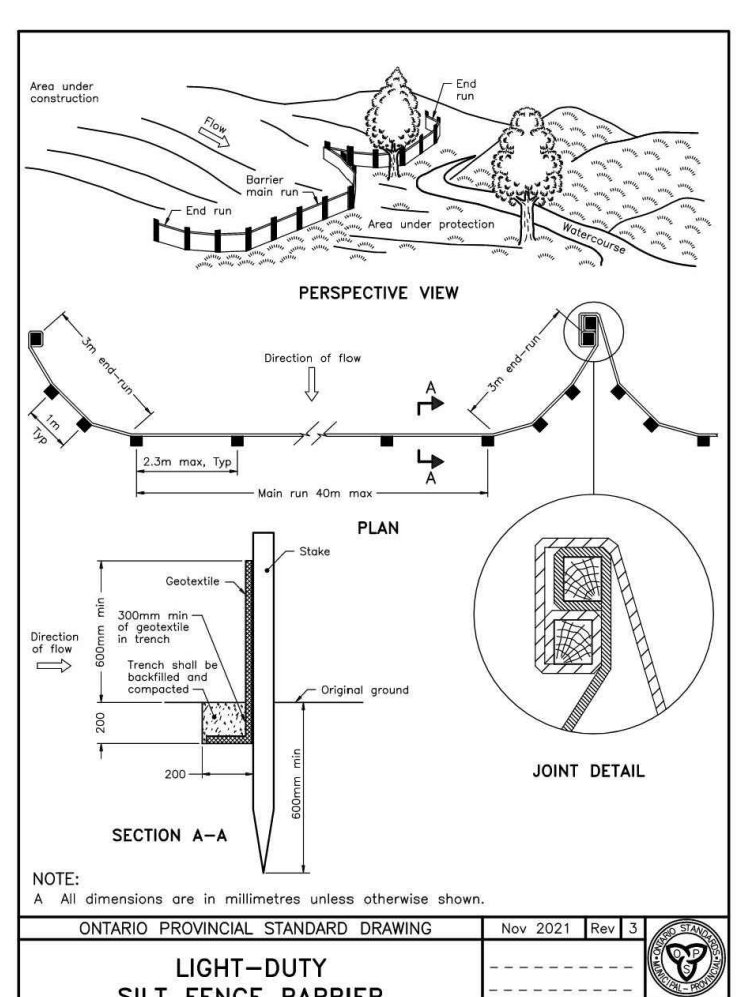 Area under
construction
Flow
End
run
Barrier
main run
End run
Area under protection
Watercourse
PERSPECTIVE VIEW
3m end-run
Direction of flow
3m end-run
1m
Typ
A
A
2.3m max, Typ
Main run 40m max
PLAN
Stake
Geotextile
300mm min
of geotextile
in trench
600mm min
Direction
of flow
Trench shall be
backfilled and
compacted
Original ground
200
200
600mm min
JOINT DETAIL
SECTION A-A
NOTE:
A All dimensions are in millimetres unless otherwise shown.
ONTARIO PROVINCIAL STANDARD DRAWING
Nov 2021 Rev 3
LIGHT-DUTY
SILT FENCE BARRIER
ONTARIO STANDARDS
MUNICIPAL - PROVINCIAL
OPS